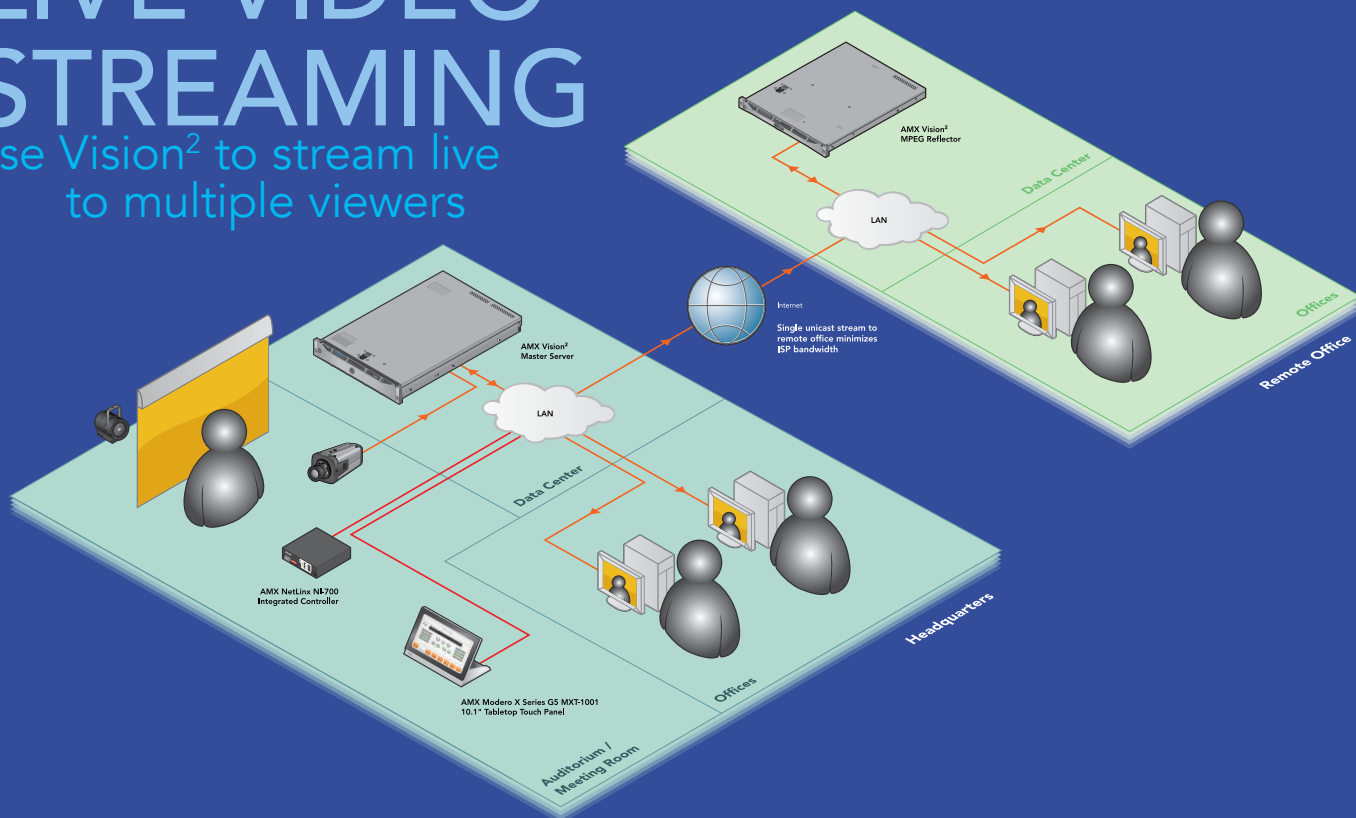 LIVE VIDEO
STREAMING
se Vision² to stream live
to multiple viewers
AMX Vision²
MPEG Reflector
Data Center
LAN
Offices
Remote Office
Internet
Single unicast stream to
remote office minimizes
ISP bandwidth
AMX Vision²
Master Server
LAN
Data Center
AMX NetLinx NI-700
Integrated Controller
AMX Modero X Series G5 MXT-1001
10.1" Tabletop Touch Panel
Offices
Headquarters
Auditorium /
Meeting Room